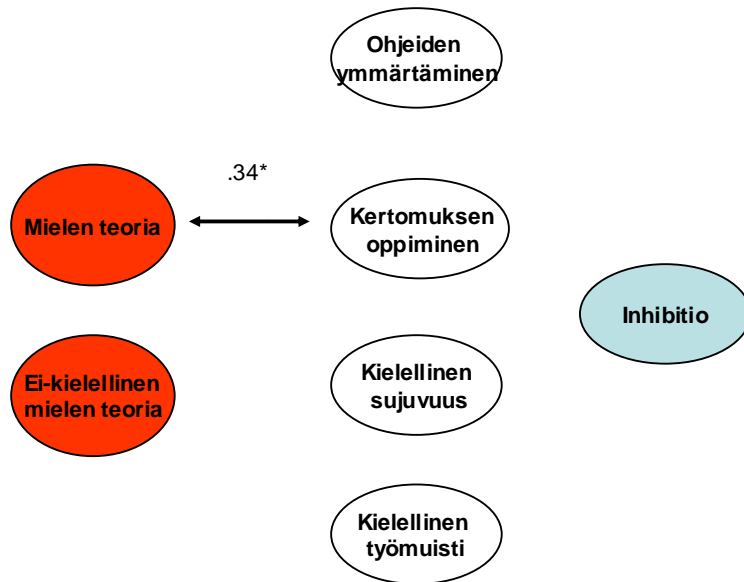 Ohjeiden
ymmärtäminen
.34*
Mielen teoria
Kertomuksen
oppiminen
Inhibitio
Ei-kielellinen
mielen teoria
Kielellinen
sujuvuus
Kielellinen
työmuisti